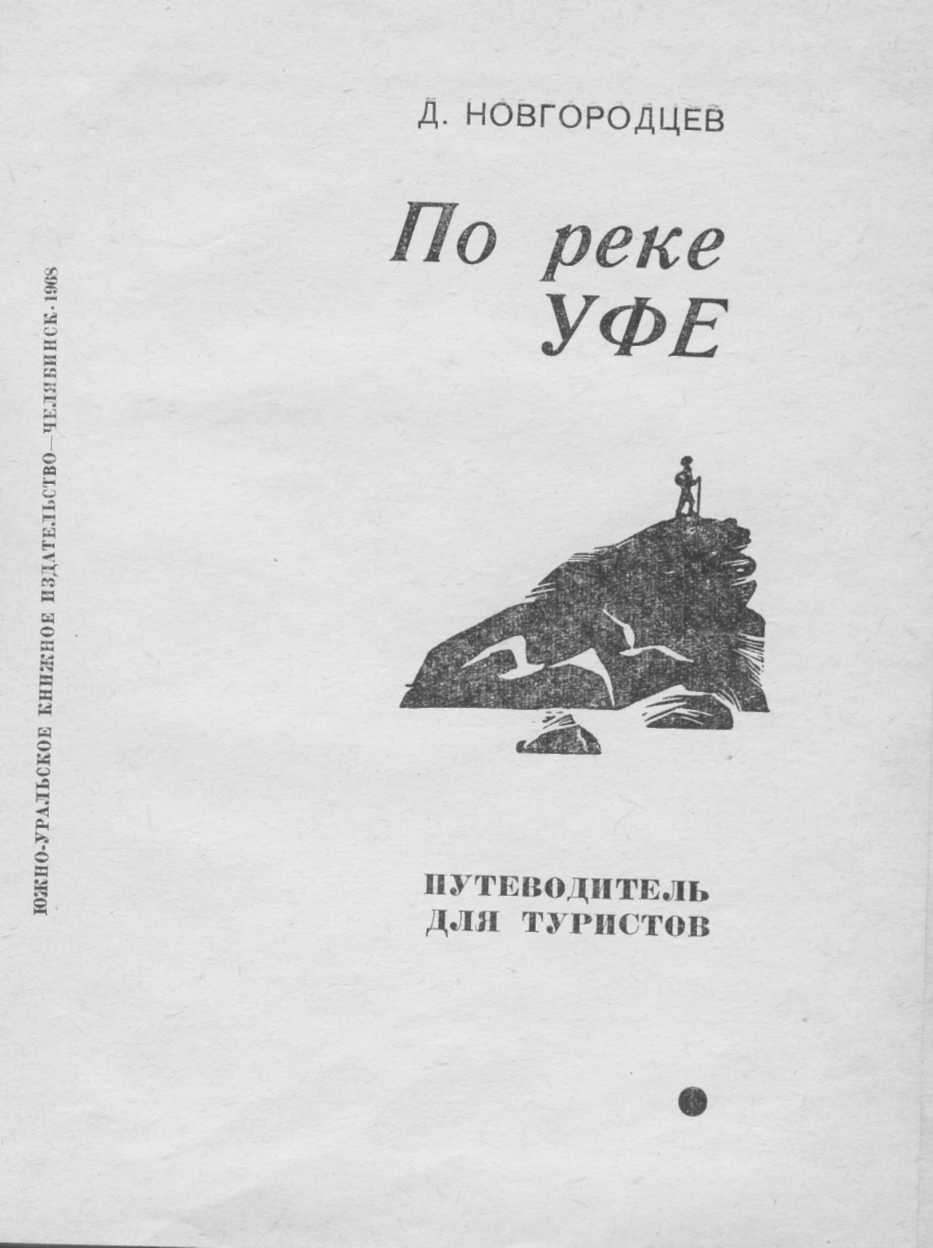 Д. НОВГОРОДЦЕВ
По реке
УФЕ
ПУТЕВОДИТЕЛЬ
ДЛЯ ТУРИСТОВ
ЮЖНО-УРАЛЬСКОЕ КНИЖНОЕ ИЗДАТЕЛЬСТВО—ЧЕЛЯБИНСК·1968